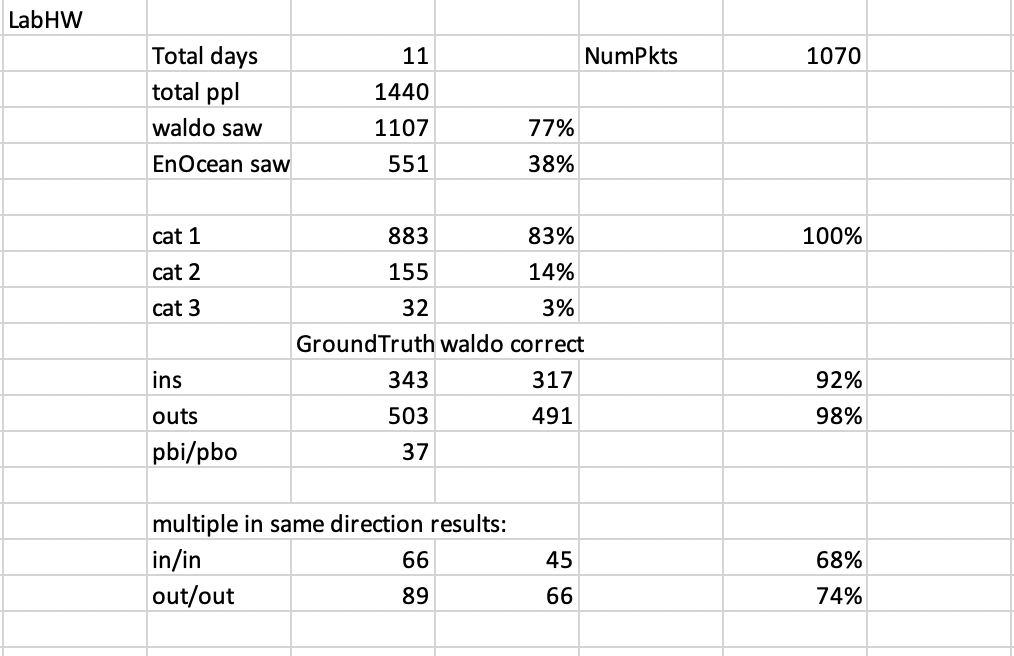 LabHW
Total days 11 NumPkts 1070
total ppl 1440
waldo saw 1107 77%
EnOcean saw 551 38%
cat 1 883 83% 100%
cat 2 155 14%
cat 3 32 3%
GroundTruth waldo correct
ins 343 317 92%
outs 503 491 98%
pbi/pbo 37
multiple in same direction results:
in/in 66 45 68%
out/out 89 66 74%